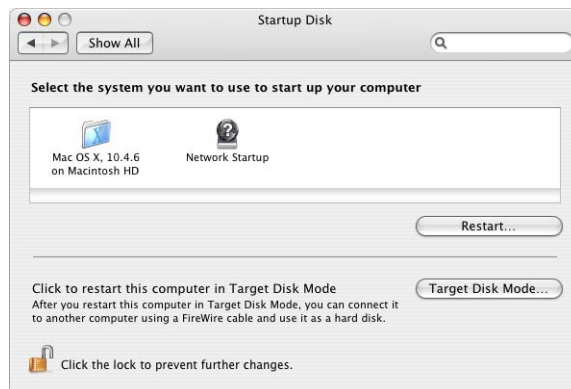 Startup Disk
Show All
Select the system you want to use to start up your computer
Mac OS X, 10.4.6
on Macintosh HD
Network Startup
Restart...
Click to restart this computer in Target Disk Mode
Target Disk Mode...
After you restart this computer in Target Disk Mode, you can connect it
to another computer using a FireWire cable and use it as a hard disk.
Click the lock to prevent further changes.